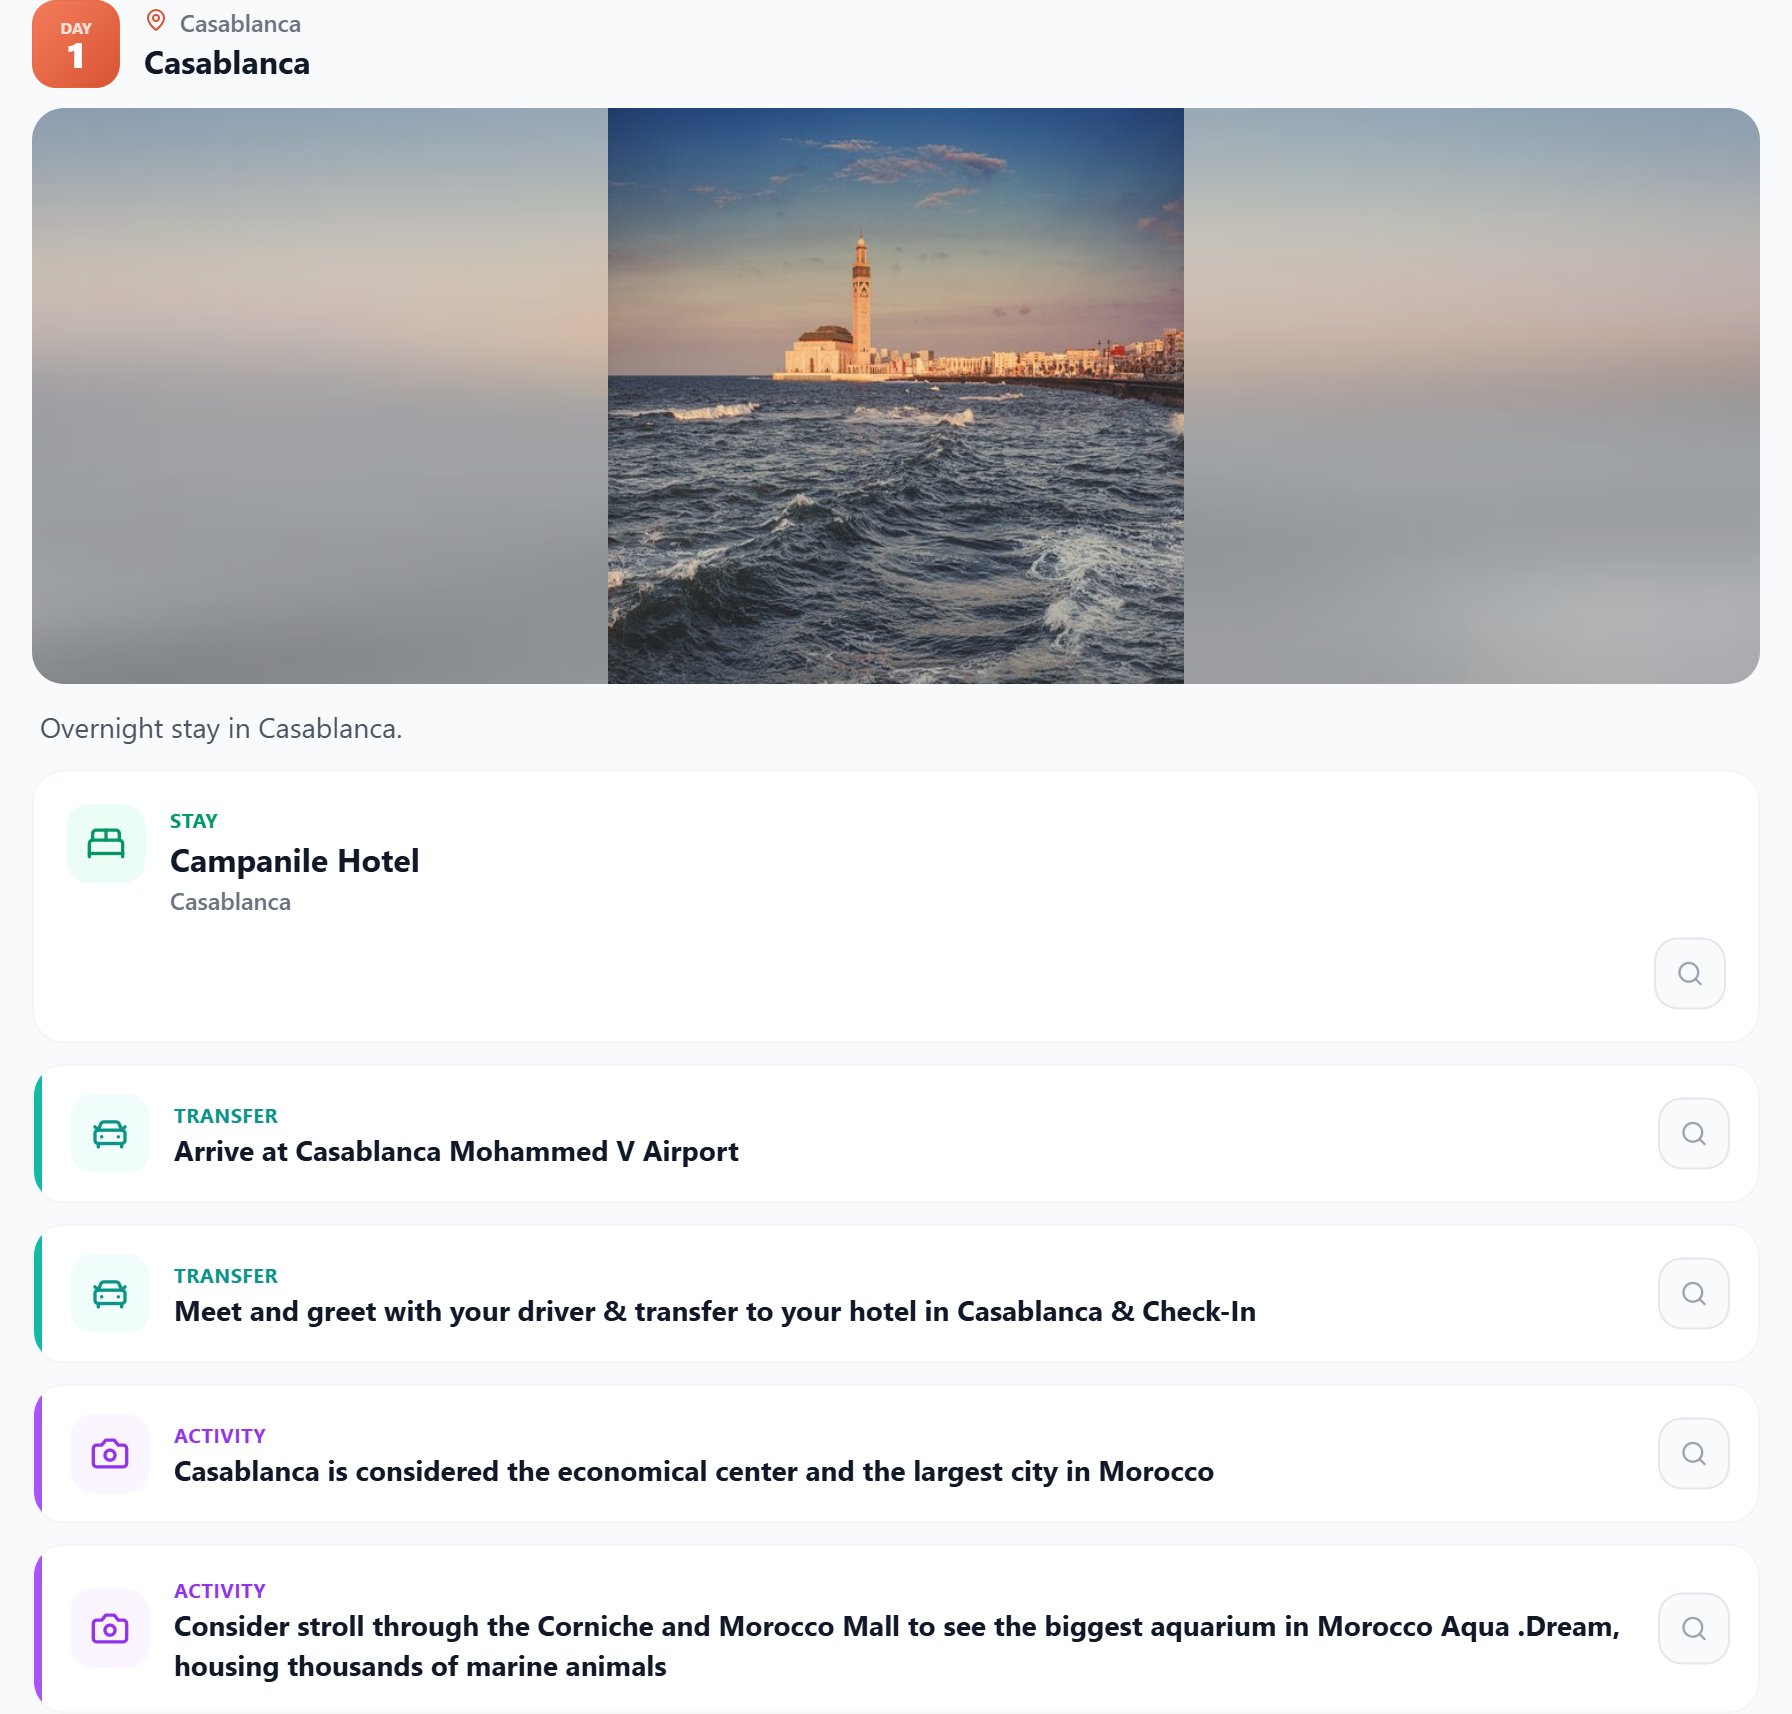 DAY
1
Casablanca
Casablanca
Overnight stay in Casablanca.
STAY
Campanile Hotel
Casablanca
TRANSFER
Arrive at Casablanca Mohammed V Airport
TRANSFER
Meet and greet with your driver & transfer to your hotel in Casablanca & Check-In
ACTIVITY
Casablanca is considered the economical center and the largest city in Morocco
ACTIVITY
Consider stroll through the Corniche and Morocco Mall to see the biggest aquarium in Morocco Aqua .Dream,
housing thousands of marine animals